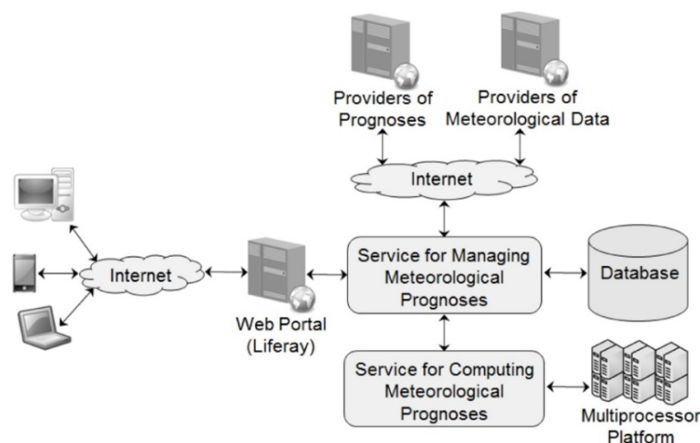 Providers of
Prognoses
Providers of
Meteorological Data
Internet
Internet
Web Portal
(Liferay)
Service for Managing
Meteorological
Prognoses
Database
Service for Computing
Meteorological
Prognoses
Multiprocessor
Platform